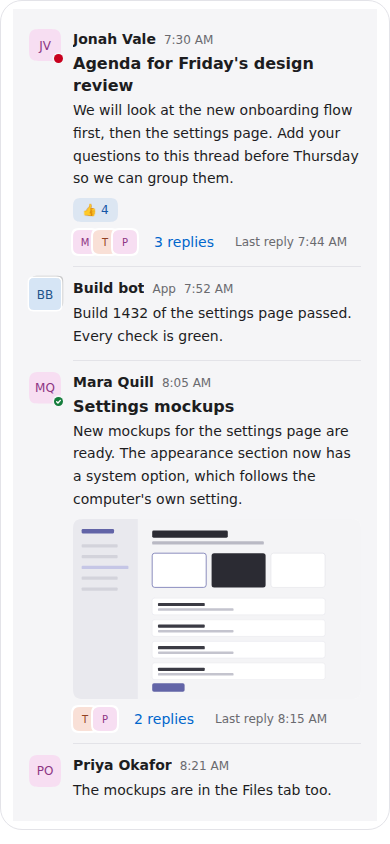 JV
Jonah Vale 7:30 AM
Agenda for Friday's design
review
We will look at the new onboarding flow
first, then the settings page. Add your
questions to this thread before Thursday
so we can group them.
👍 4
M T P 3 replies Last reply 7:44 AM
BB
Build bot App 7:52 AM
Build 1432 of the settings page passed.
Every check is green.
MQ
Mara Quill 8:05 AM
Settings mockups
New mockups for the settings page are
ready. The appearance section now has
a system option, which follows the
computer's own setting.
T P 2 replies Last reply 8:15 AM
PO
Priya Okafor 8:21 AM
The mockups are in the Files tab too.